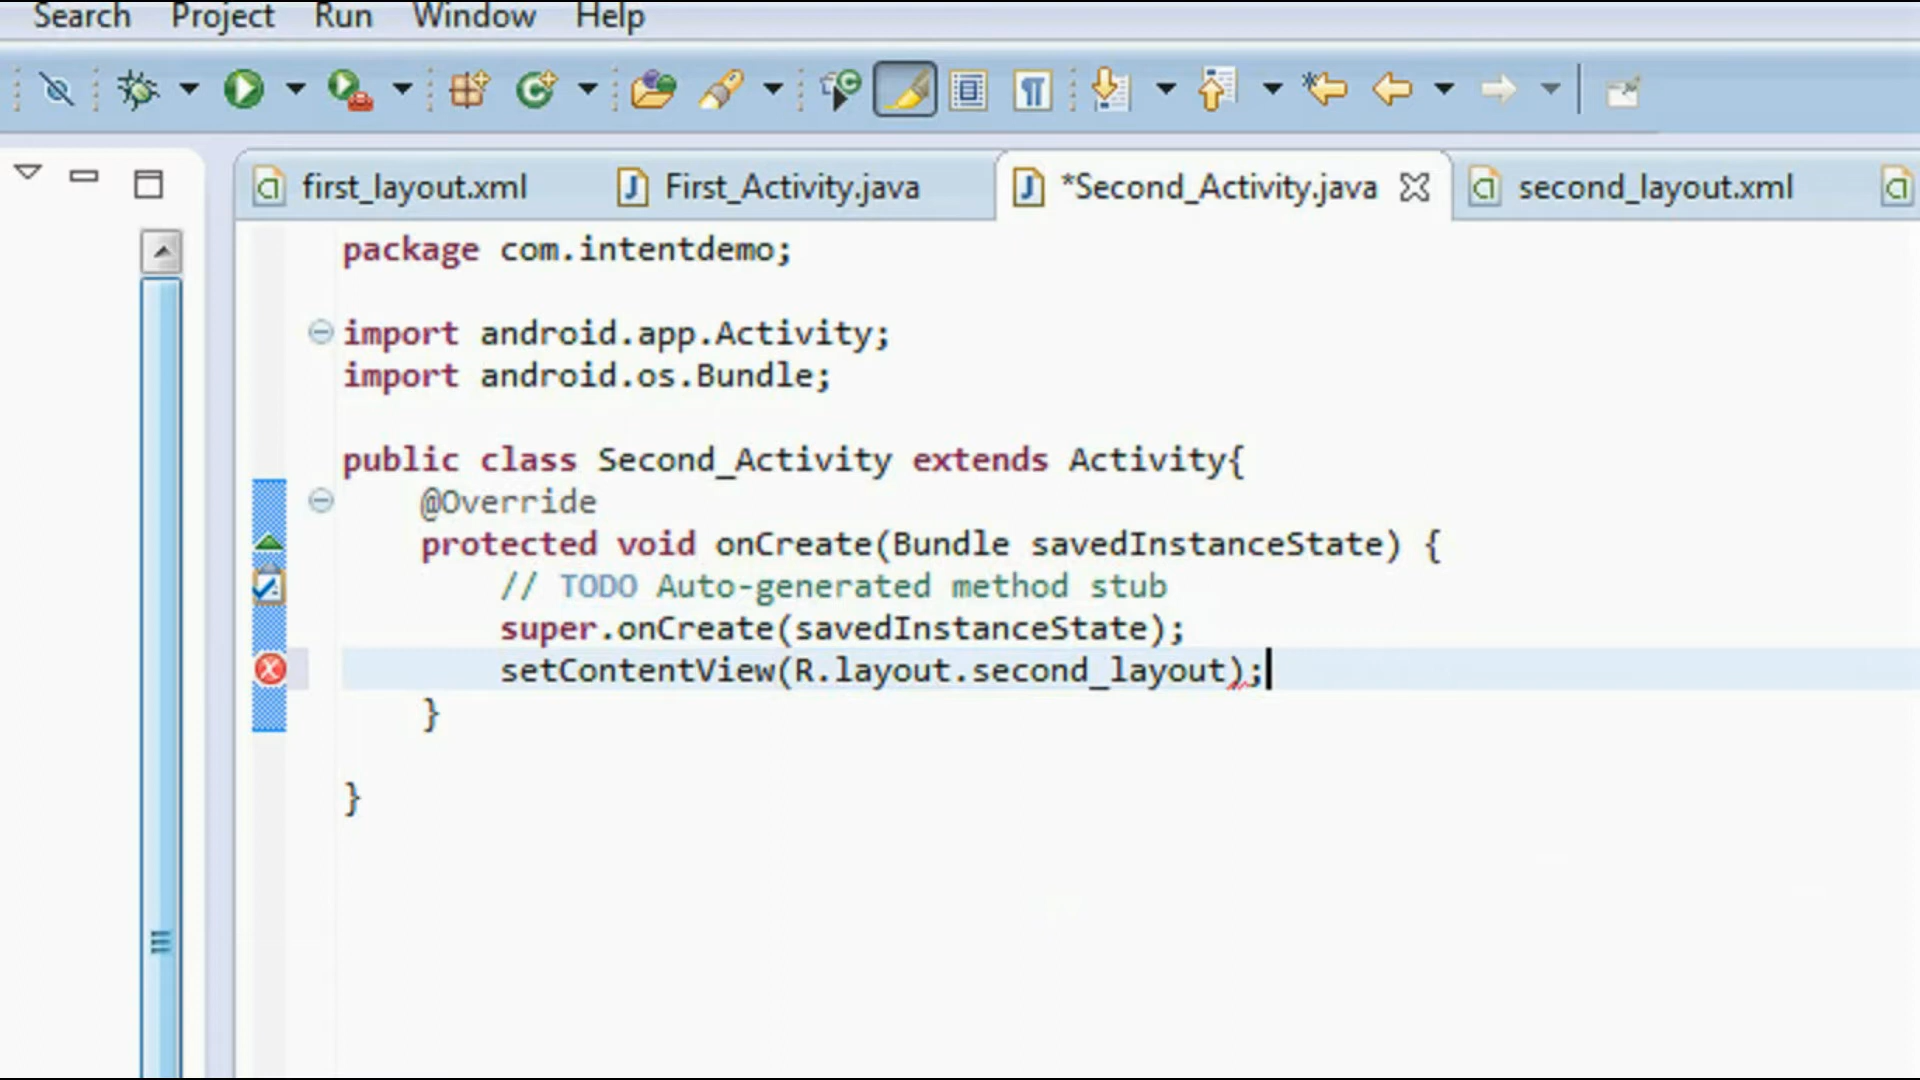 Search Project Run Window Help
first_layout.xml First_Activity.java *Second_Activity.java second_layout.xml
package com.intentdemo;
import android.app.Activity;
import android.os.Bundle;
public class Second_Activity extends Activity{
@Override
protected void onCreate(Bundle savedInstanceState) {
// TODO Auto-generated method stub
super.onCreate(savedInstanceState);
setContentView(R.layout.second_layout);
}
}